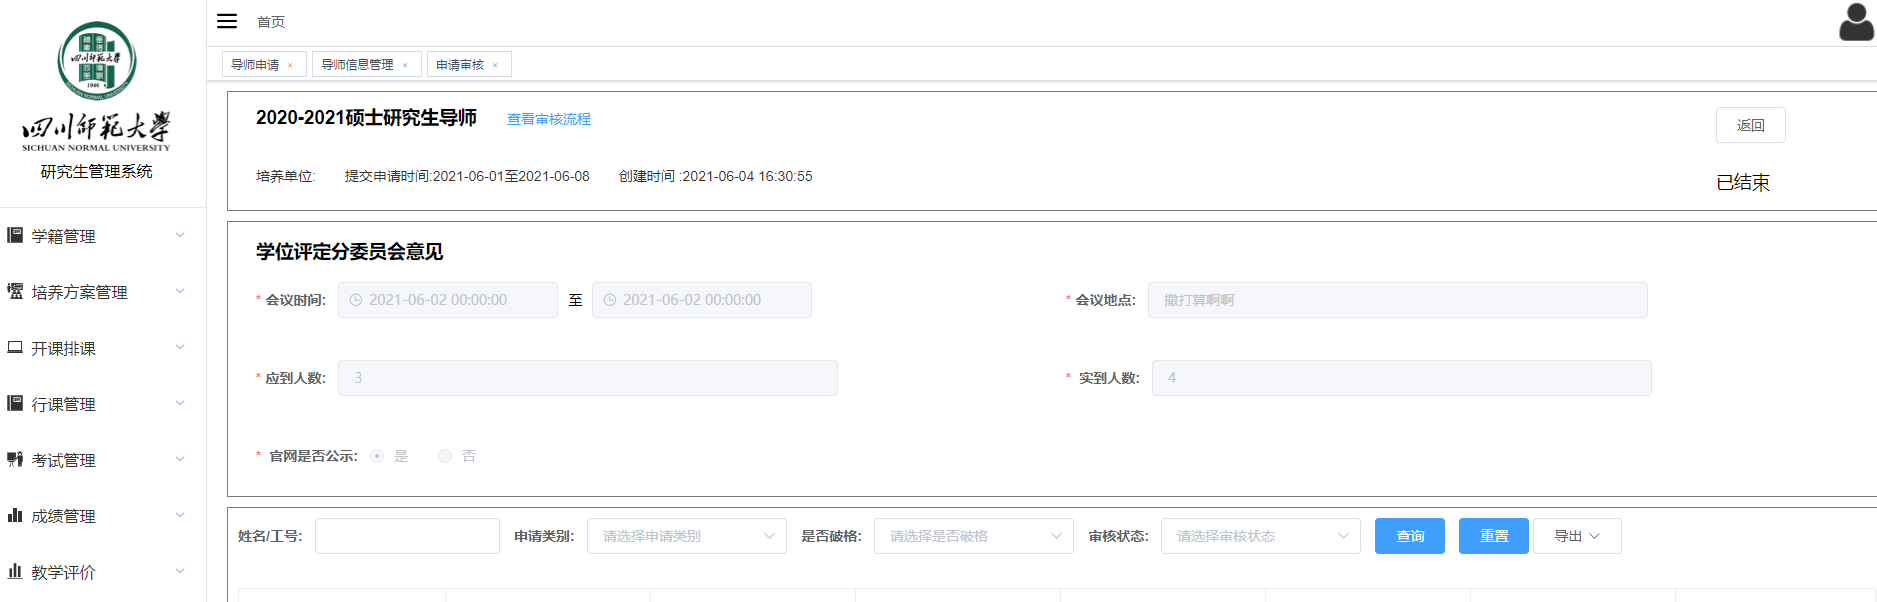 首页
四川师范大学
1946
四川師範大學
SICHUAN NORMAL UNIVERSITY
研究生管理系统
学籍管理
培养方案管理
开课排课
行课管理
考试管理
成绩管理
教学评价
导师申请 × 导师信息管理 × 申请审核 ×
2020-2021硕士研究生导师 查看审核流程 返回
培养单位: 提交申请时间:2021-06-01至2021-06-08 创建时间 :2021-06-04 16:30:55 已结束
学位评定分委员会意见
* 会议时间: 2021-06-02 00:00:00 至 2021-06-02 00:00:00 * 会议地点: 撒打算啊啊
* 应到人数: 3 * 实到人数: 4
* 官网是否公示: 是 否
姓名/工号: 申请类别: 请选择申请类别 是否破格: 请选择是否破格 审核状态: 请选择审核状态 查询 重置 导出